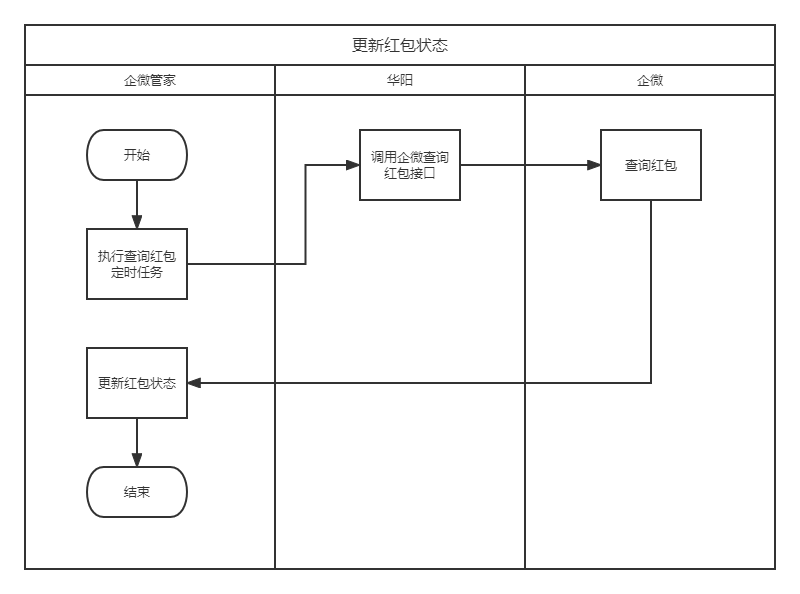 更新红包状态
企微管家
华阳
企微
开始
调用企微查询
红包接口
查询红包
执行查询红包
定时任务
更新红包状态
结束